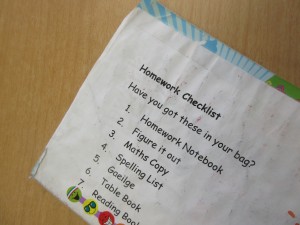 Homework Checklist
Have you got these in your bag?
1. Homework Notebook
2. Figure it out
3. Maths Copy
4. Spelling List
5. Gaeilge
6. Table Book
7 Reading Book